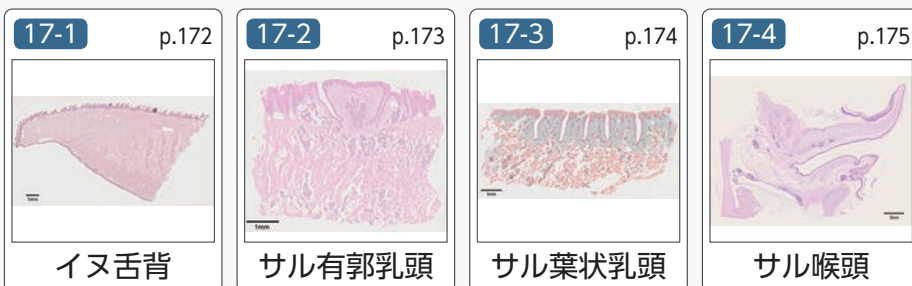 17-1 p.172
17-2 p.173
17-3 p.174
17-4 p.175
1mm
イヌ舌背
サル有郭乳頭
サル葉状乳頭
サル喉頭